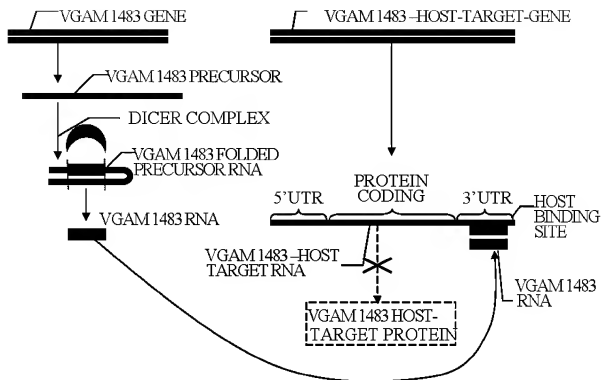 VGAM 1483 GENE
VGAM 1483 –HOST-TARGET-GENE
VGAM 1483 PRECURSOR
DICER COMPLEX
VGAM 1483 FOLDED
PRECURSOR RNA
VGAM 1483 RNA
5'UTR
PROTEIN
CODING
3'UTR
HOST
BINDING
SITE
VGAM 1483 –HOST
TARGET RNA
VGAM 1483
RNA
VGAM 1483 HOST-
TARGET PROTEIN